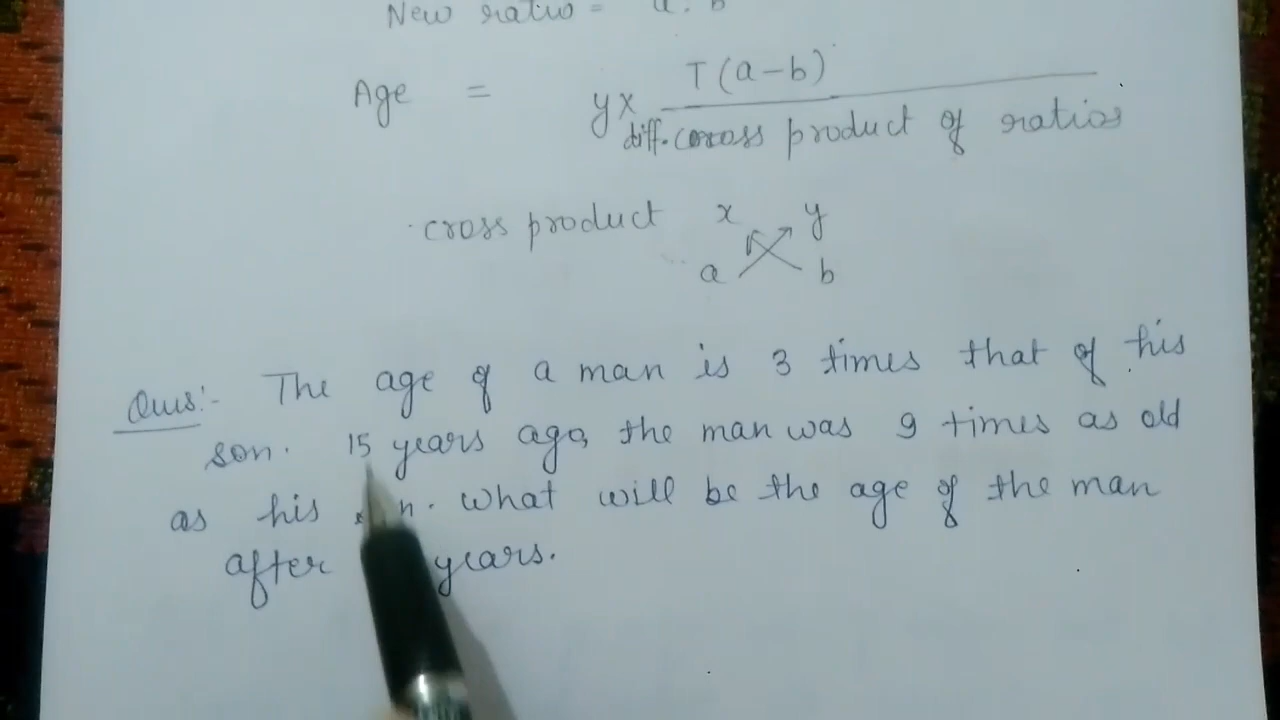 New ratio = a : b
Age = y x T(a-b)
diff. cross product of ratios
cross product x y
a b
Ques:- The age of a man is 3 times that of his
son. 15 years ago, the man was 9 times as old
as his n. what will be the age of the man
after years.